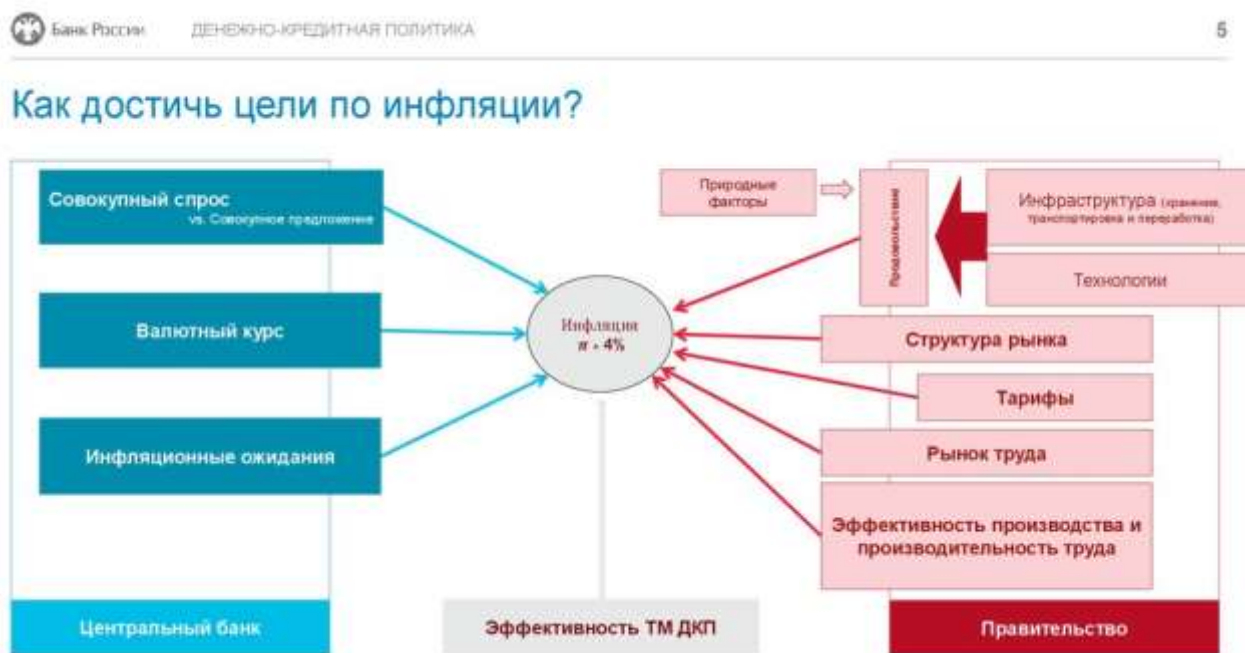 Банк России
ДЕНЕЖНО-КРЕДИТНАЯ ПОЛИТИКА
5
Как достичь цели по инфляции?
Совокупный спрос
vs. Совокупное предложение
Валютный курс
Инфляционные ожидания
Центральный банк
Инфляция
π - 4%
Эффективность ТМ ДКП
Природные
факторы
Продовольствие
Инфраструктура (хранение,
транспортировка и переработка)
Технологии
Структура рынка
Тарифы
Рынок труда
Эффективность производства и
производительность труда
Правительство